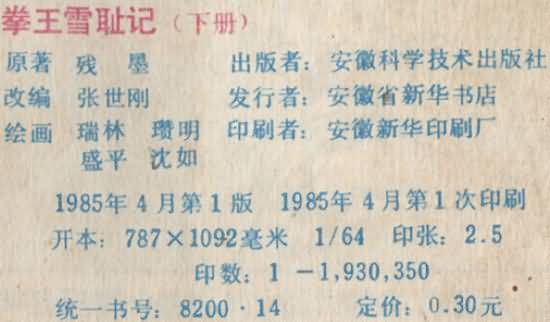 拳王雪耻记（下册）
原著 残墨 出版者：安徽科学技术出版社
改编 张世刚 发行者：安徽省新华书店
绘画 瑞林 瓒明 印刷者：安徽新华印刷厂
盛平 沈如
1985年4月第1版 1985年4月第1次印刷
开本：787×1092毫米 1/64 印张：2.5
印数：1－1,930,350
统一书号：8200·14 定价：0.30元